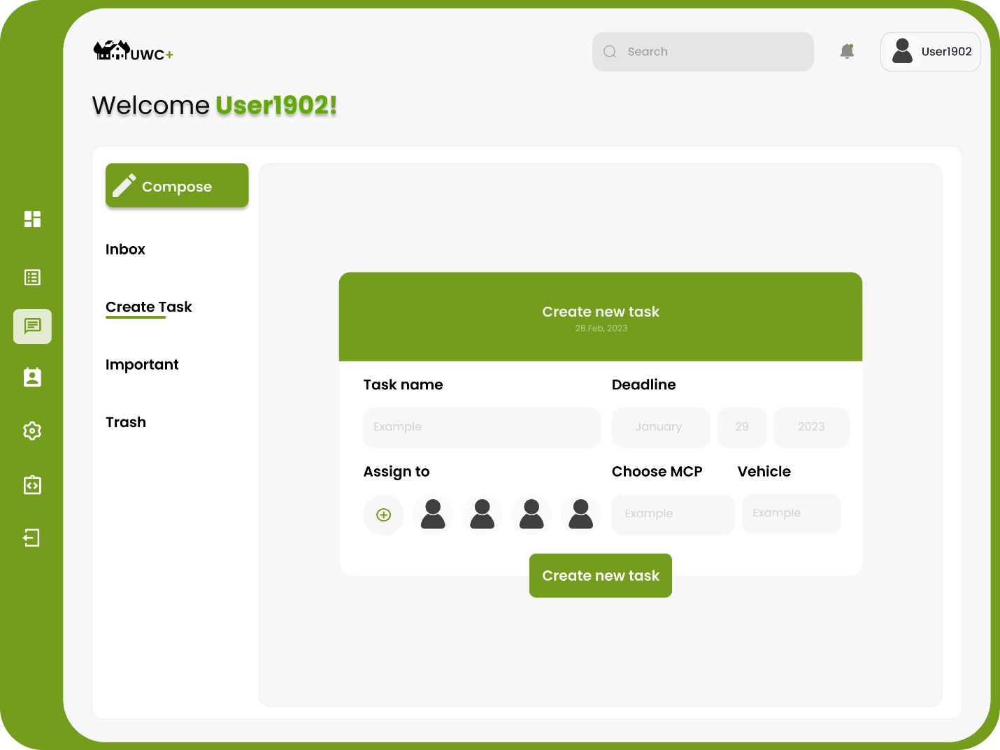 UWC+
Search
User1902
Welcome User1902!
Compose
Inbox
Create Task
Important
Trash
Create new task
28 Feb, 2023
Task name
Deadline
Example
January
29
2023
Assign to
Choose MCP
Vehicle
Example
Example
Create new task